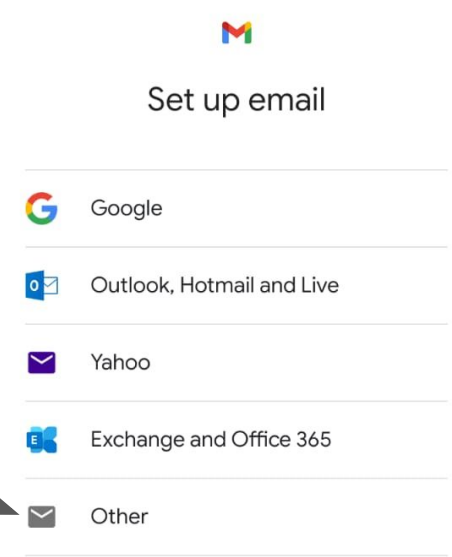 Set up email
Google
Outlook, Hotmail and Live
Yahoo
Exchange and Office 365
Other